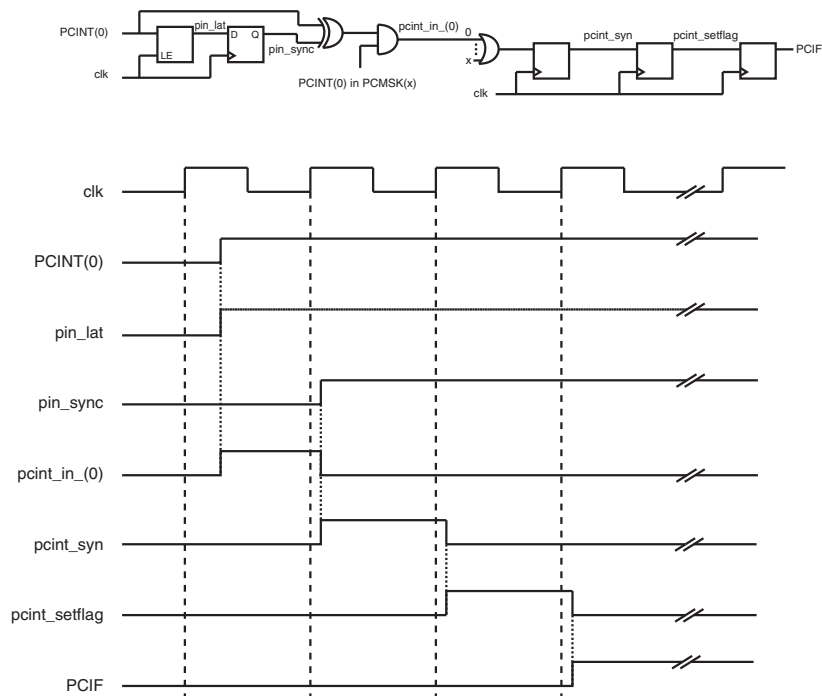 PCINT(0)
pin_lat
D Q
LE
pin_sync
clk
PCINT(0) in PCMSK(x)
pcint_in_(0)
0
x
clk
pcint_syn
pcint_setflag
PCIF
clk
PCINT(0)
pin_lat
pin_sync
pcint_in_(0)
pcint_syn
pcint_setflag
PCIF